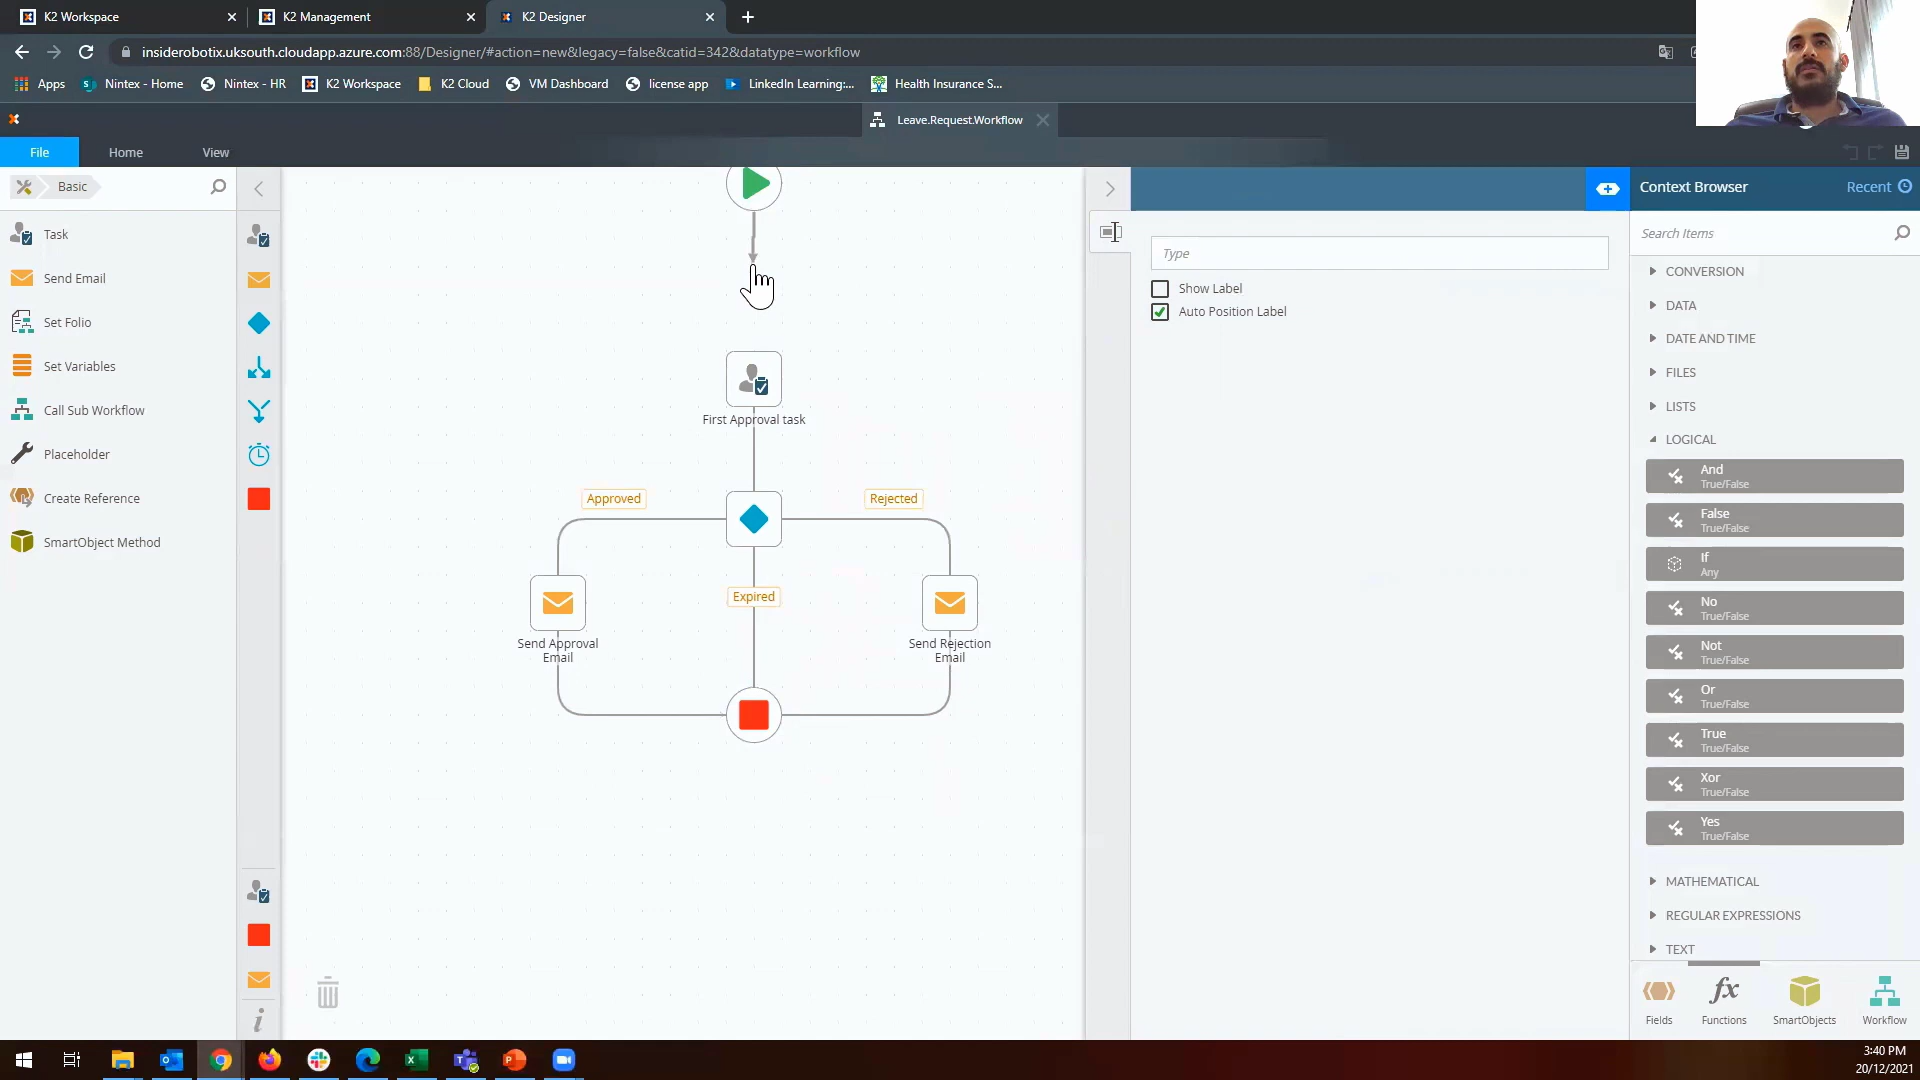 K2 Workspace
K2 Management
K2 Designer
insiderobotix.uksouth.cloudapp.azure.com:88/Designer/#action=new&legacy=false&catid=342&datatype=workflow
Apps
Nintex - Home
Nintex - HR
K2 Workspace
K2 Cloud
VM Dashboard
license app
LinkedIn Learning:...
Health Insurance S...
Leave.Request.Workflow
File
Home
View
Basic
Task
Send Email
Set Folio
Set Variables
Call Sub Workflow
Placeholder
Create Reference
SmartObject Method
First Approval task
Approved
Rejected
Expired
Send Approval
Email
Send Rejection
Email
Type
Show Label
Auto Position Label
Context Browser
Recent
Search Items
CONVERSION
DATA
DATE AND TIME
FILES
LISTS
LOGICAL
And
True/False
False
True/False
If
Any
No
True/False
Not
True/False
Or
True/False
True
True/False
Xor
True/False
Yes
True/False
MATHEMATICAL
REGULAR EXPRESSIONS
TEXT
Fields
fx
Functions
SmartObjects
Workflow
3:40 PM
20/12/2021